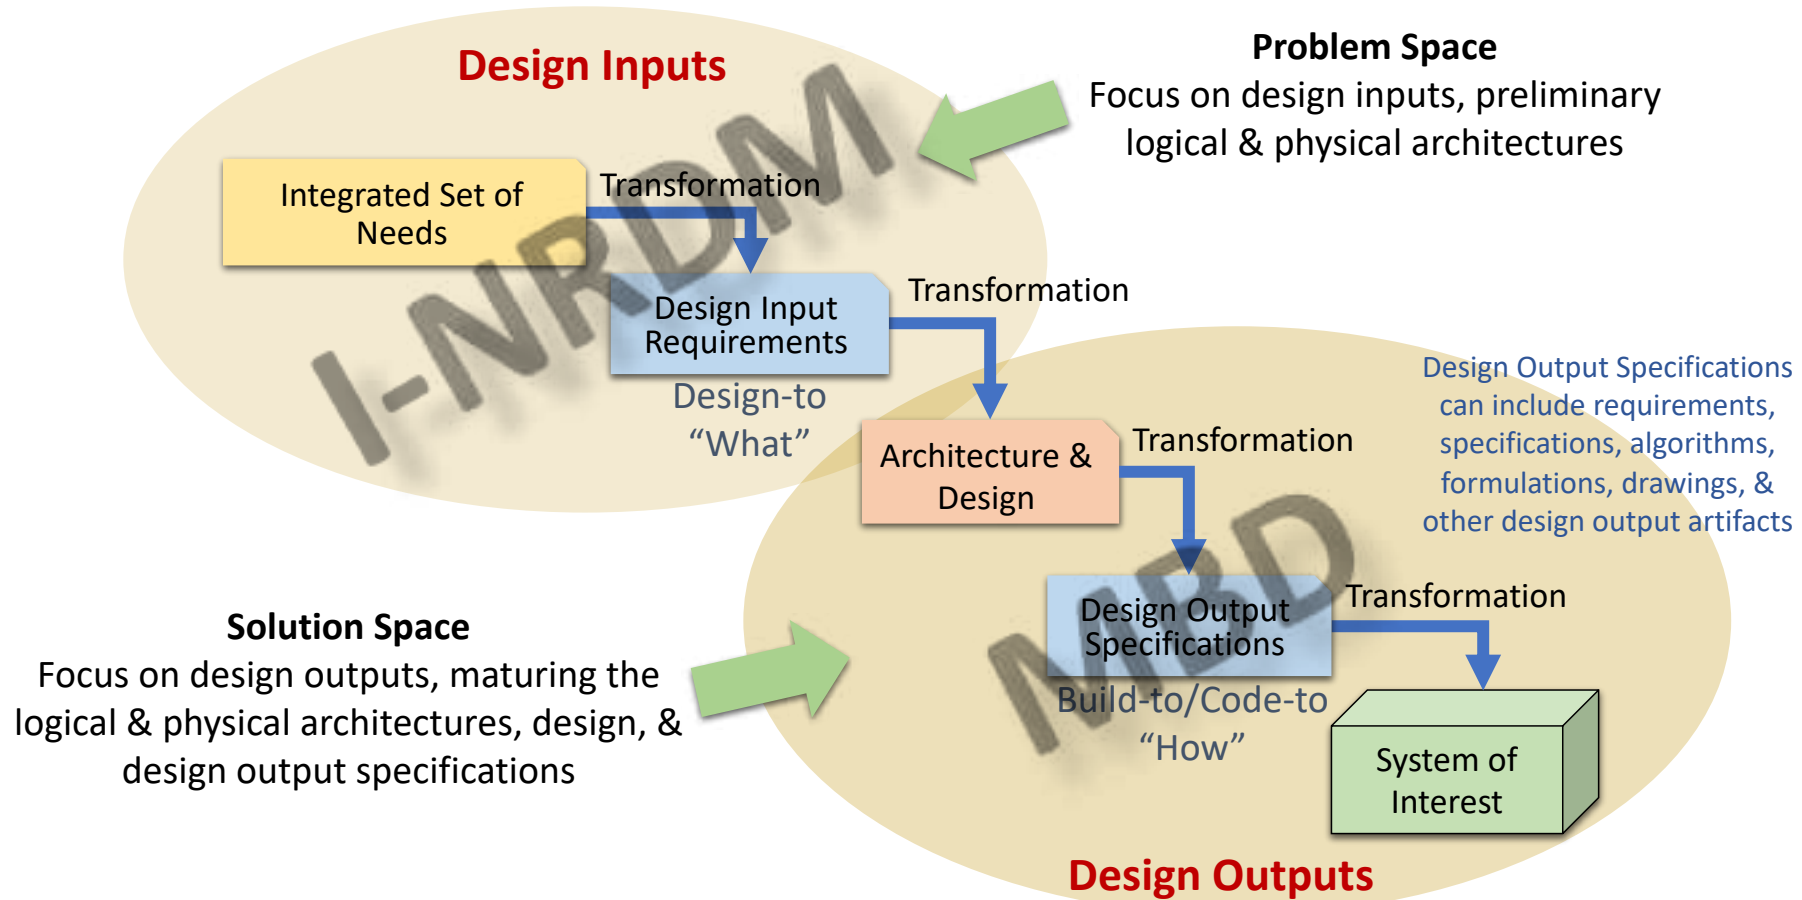 Design Inputs
Problem Space
Focus on design inputs, preliminary
logical & physical architectures
Integrated Set of
Needs
Transformation
I-NRDM
Design Input
Requirements
Transformation
Design-to
“What”
Architecture &
Design
Transformation
Design Output Specifications
can include requirements,
specifications, algorithms,
formulations, drawings, &
other design output artifacts
MBD
Design Output
Specifications
Transformation
Build-to/Code-to
“How”
Solution Space
Focus on design outputs, maturing the
logical & physical architectures, design, &
design output specifications
System of
Interest
Design Outputs